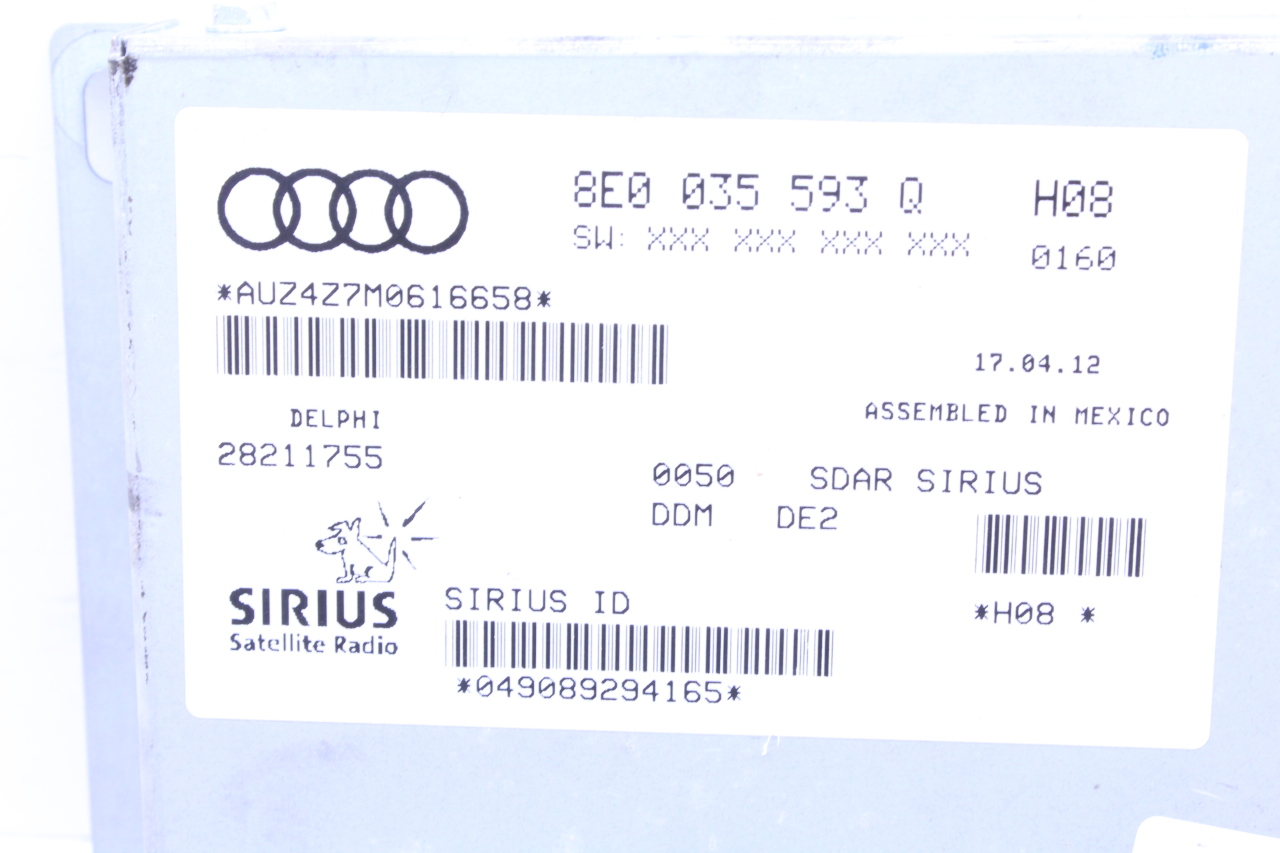 8E0 035 593 Q H08
SW: XXX XXX XXX XXX 0160
*AUZ4Z7M0616658*
17.04.12
ASSEMBLED IN MEXICO
DELPHI
28211755
0050 - SDAR SIRIUS
DDM DE2
SIRIUS
Satellite Radio
SIRIUS ID
*H08 *
*049089294165*